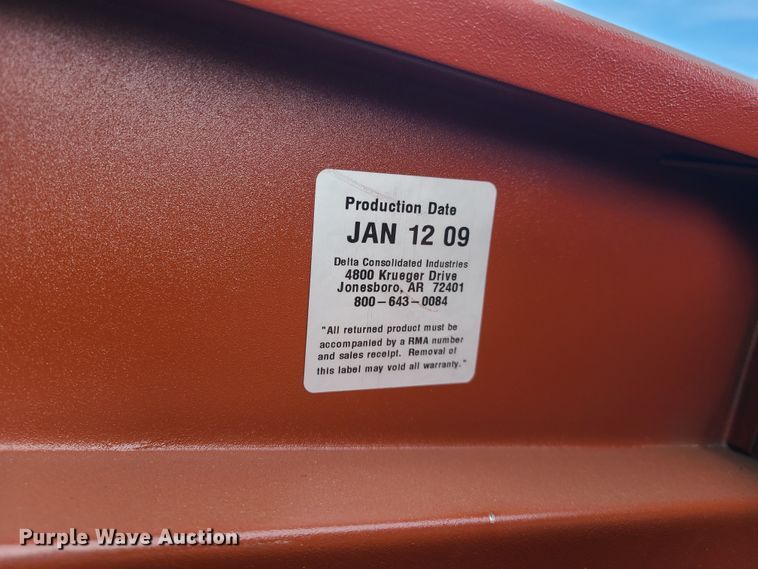 Production Date
JAN 12 09
Delta Consolidated Industries
4800 Krueger Drive
Jonesboro, AR 72401
800-643-0084
"All returned product must be
accompanied by a RMA number
and sales receipt. Removal of
this label may void all warranty."
Purple Wave Auction